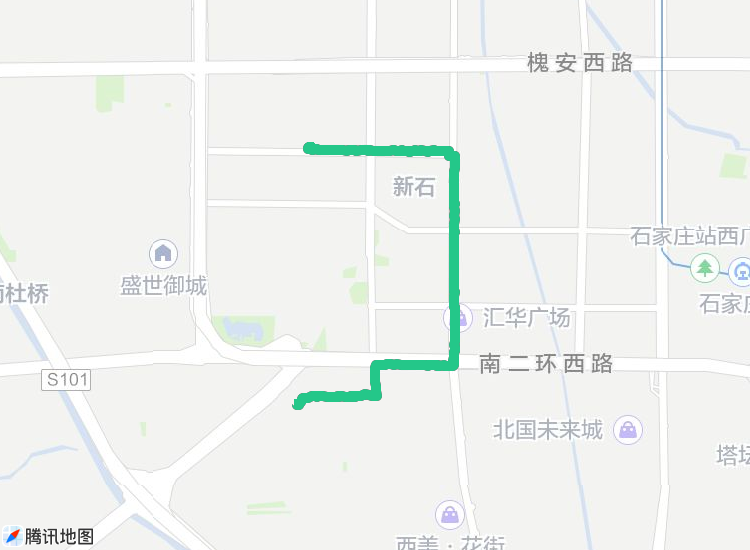 槐安西路
新石
石家庄站西广
盛世御城
杜桥
石家庄
汇华广场
南二环西路
S101
北国未来城
塔坛
西美·花街
腾讯地图